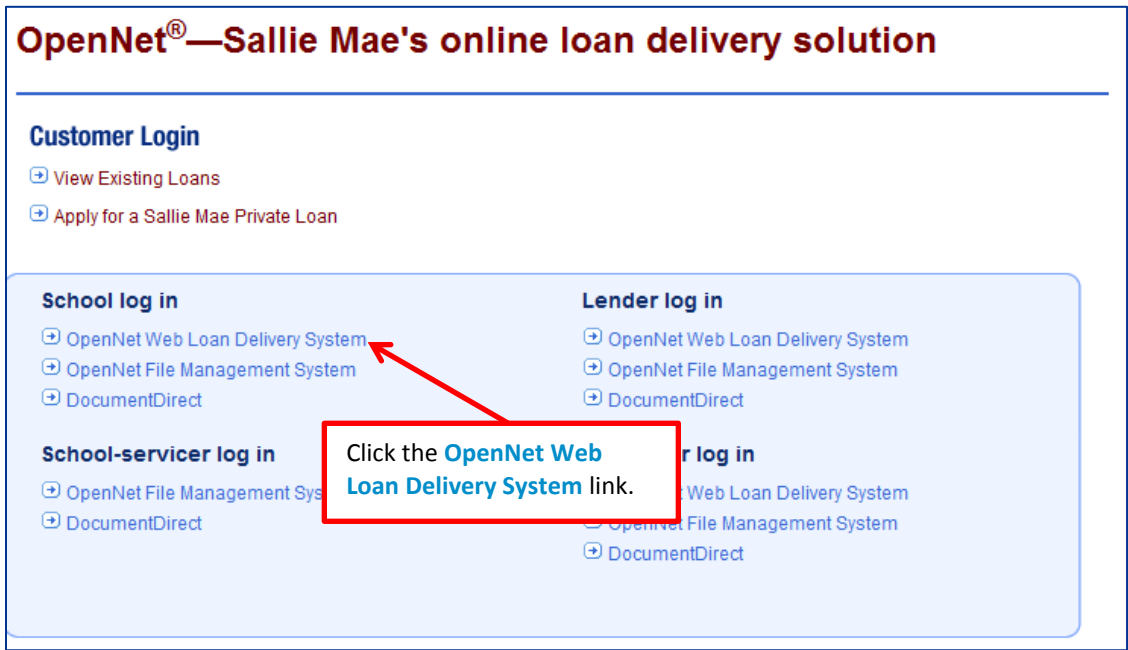 OpenNet®—Sallie Mae's online loan delivery solution
Customer Login
View Existing Loans
Apply for a Sallie Mae Private Loan
School log in
OpenNet Web Loan Delivery System
OpenNet File Management System
DocumentDirect
Lender log in
OpenNet Web Loan Delivery System
OpenNet File Management System
DocumentDirect
School-servicer log in
OpenNet File Management Sys
DocumentDirect
Click the OpenNet Web
Loan Delivery System link.
r log in
Web Loan Delivery System
OpenNet File Management System
DocumentDirect